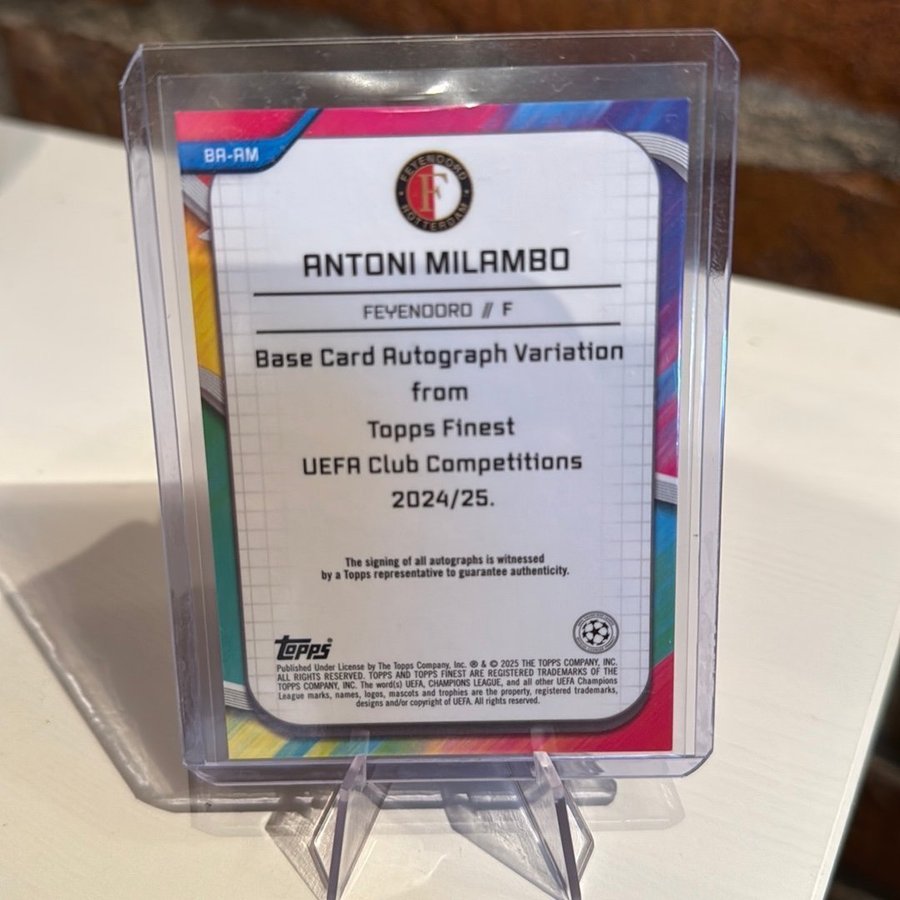 BA-AM
FEYENOORD
F
ROTTERDAM
ANTONI MILAMBO
FEYENOORD // F
Base Card Autograph Variation
from
Topps Finest
UEFA Club Competitions
2024/25.
The signing of all autographs is witnessed
by a Topps representative to guarantee authenticity.
Topps®
Published Under License by The Topps Company, Inc. ® & © 2025 THE TOPPS COMPANY, INC.
ALL RIGHTS RESERVED. TOPPS AND TOPPS FINEST ARE REGISTERED TRADEMARKS OF THE
TOPPS COMPANY, INC. The word(s) UEFA, CHAMPIONS LEAGUE, and all other UEFA Champions
League marks, names, logos, mascots and trophies are the property, registered trademarks,
designs and/or copyright of UEFA. All rights reserved.